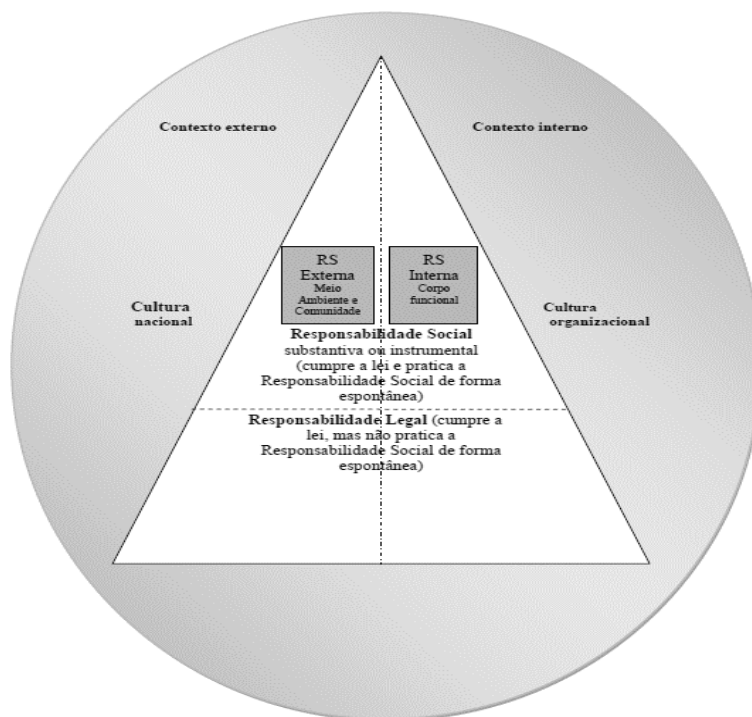 Contexto externo
Contexto interno
RS
Externa
Meio
Ambiente e
Comunidade
RS
Interna
Corpo
funcional
Cultura
nacional
Cultura
organizacional
Responsabilidade Social
substantiva ou instrumental
(cumpre a lei e pratica a
Responsabilidade Social de forma
espontânea)
Responsabilidade Legal (cumpre a
lei, mas não pratica a
Responsabilidade Social de forma
espontânea)